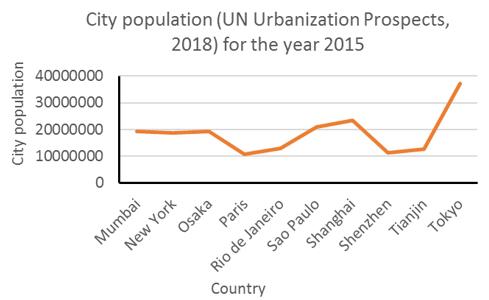 City population (UN Urbanization Prospects,
2018) for the year 2015
City population
40000000
30000000
20000000
10000000
0
Mumbai
New York
Osaka
Paris
Rio de Janeiro
Sao Paulo
Shanghai
Shenzhen
Tianjin
Tokyo
Country